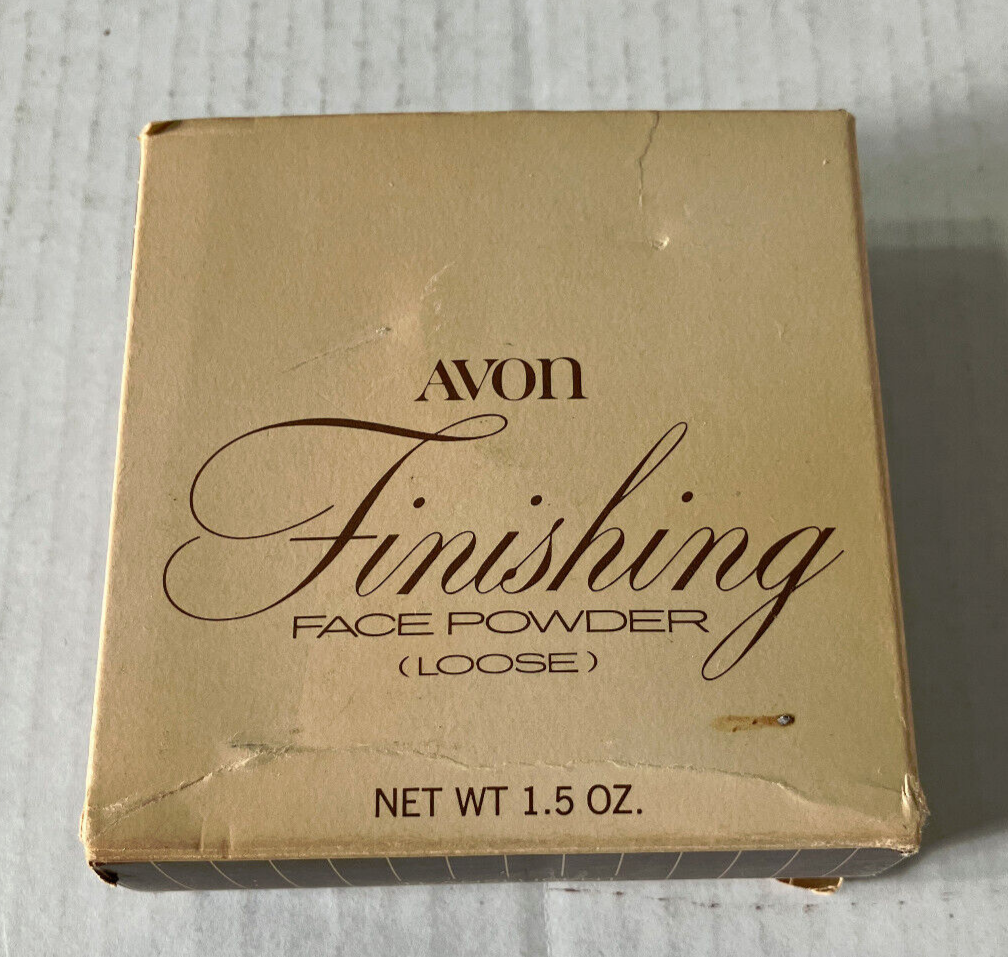 AVON
Finishing
FACE POWDER
(LOOSE)
NET WT 1.5 OZ.